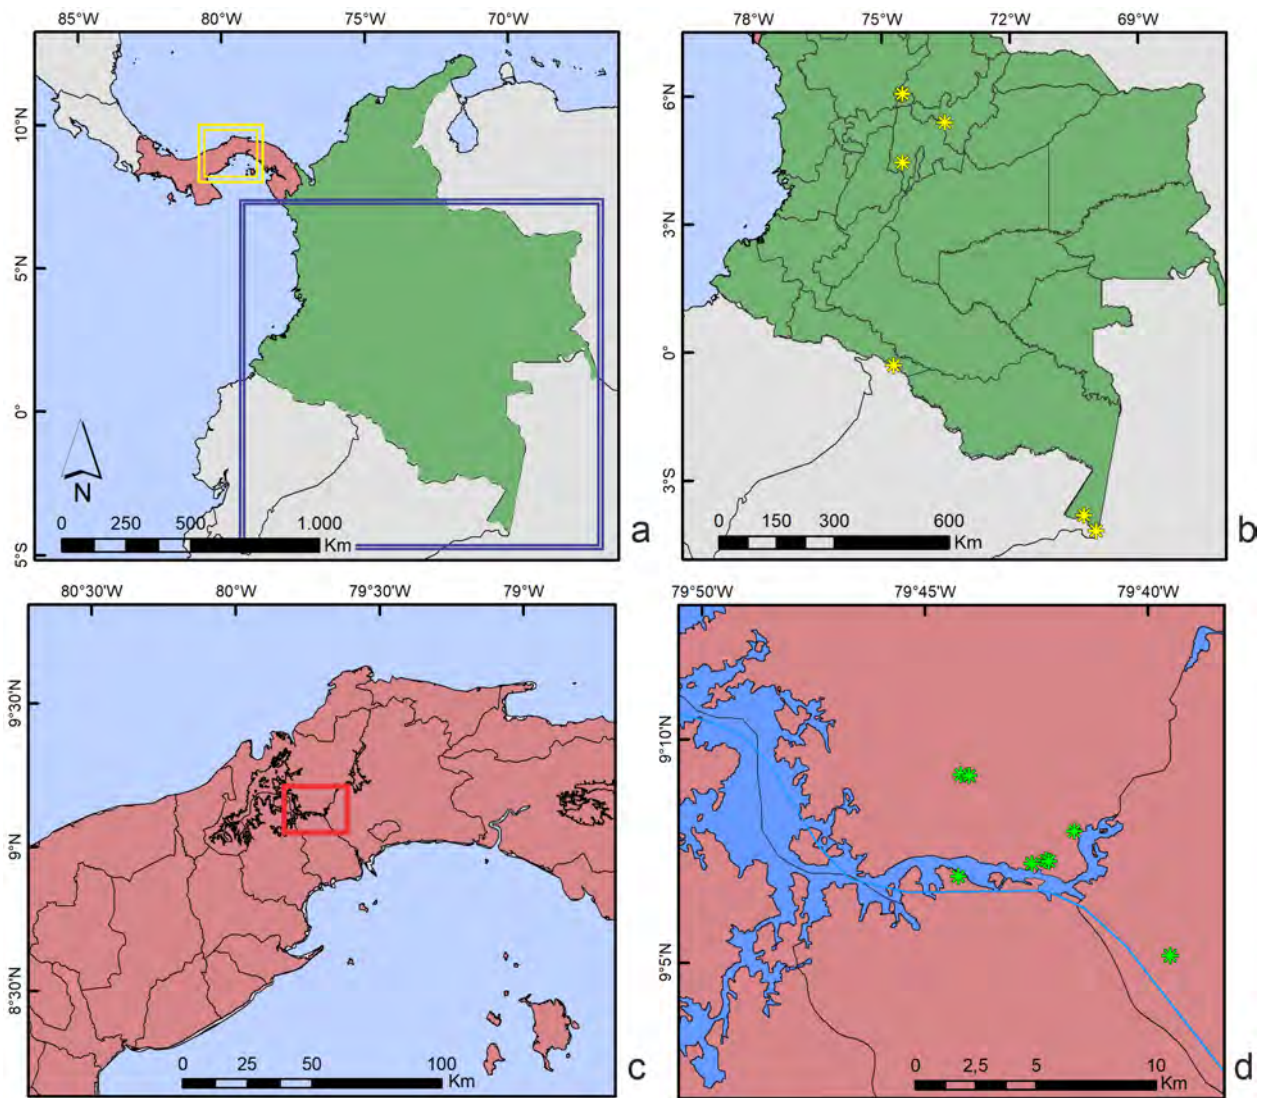 85°W 80°W 75°W 70°W
10°N
5°N
0°
5°S
N
0 250 500 1.000
Km
a
78°W 75°W 72°W 69°W
6°N
3°N
0°
3°S
0 150 300 600
Km
b
80°30'W 80°W 79°30'W 79°W
9°30'N
9°N
8°30'N
0 25 50 100
Km
c
79°50'W 79°45'W 79°40'W
9°10'N
9°5'N
0 2,5 5 10
Km
d